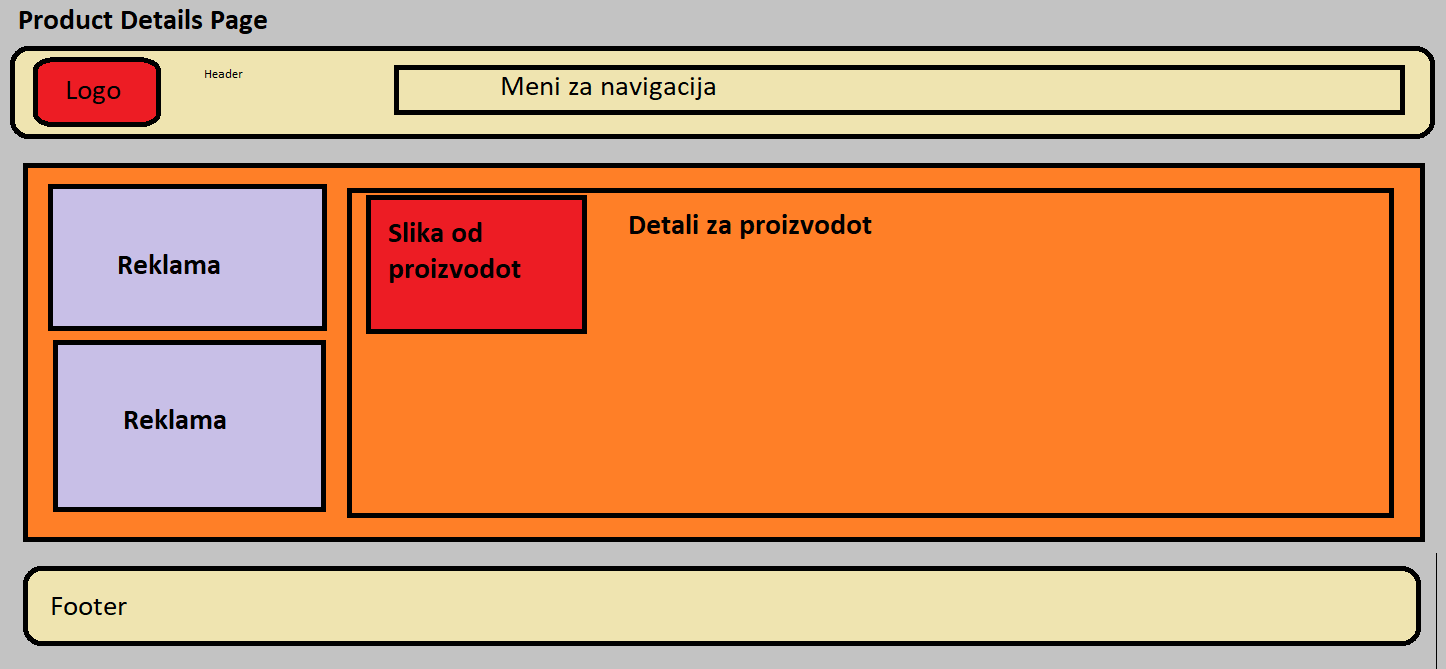 Product Details Page
Logo
Header
Meni za navigacija
Reklama
Slika od
proizvodot
Detali za proizvodot
Reklama
Footer